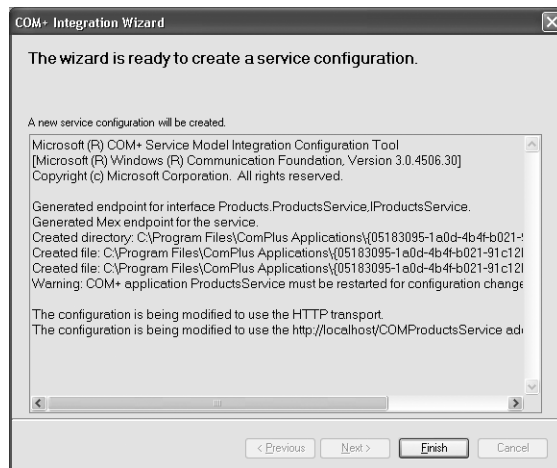 COM+ Integration Wizard
The wizard is ready to create a service configuration.
A new service configuration will be created.
Microsoft (R) COM+ Service Model Integration Configuration Tool
[Microsoft (R) Windows (R) Communication Foundation, Version 3.0.4506.30]
Copyright (c) Microsoft Corporation. All rights reserved.
Generated endpoint for interface Products.ProductsService,IProductsService.
Generated Mex endpoint for the service.
Created directory: C:\Program Files\ComPlus Applications\{05183095-1a0d-4b4f-b021-
Created file: C:\Program Files\ComPlus Applications\{05183095-1a0d-4b4f-b021-91c12
Created file: C:\Program Files\ComPlus Applications\{05183095-1a0d-4b4f-b021-91c12
Warning: COM+ application ProductsService must be restarted for configuration change
The configuration is being modified to use the HTTP transport.
The configuration is being modified to use the http://localhost/COMProductsService
< Previous Next > Finish Cancel